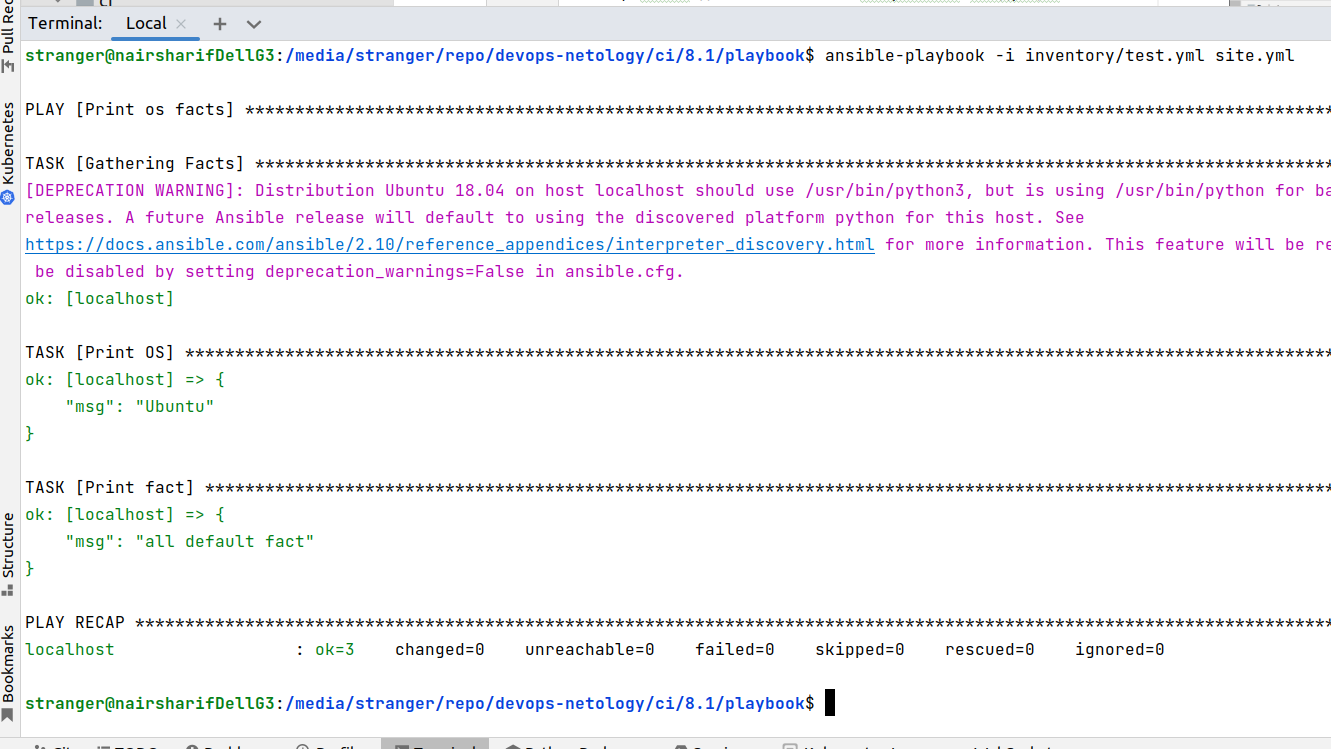 Terminal: Local
stranger@nairsharifDellG3:/media/stranger/repo/devops-netology/ci/8.1/playbook$ ansible-playbook -i inventory/test.yml site.yml
PLAY [Print os facts] *************************************************************************************************************
TASK [Gathering Facts] ************************************************************************************************************
[DEPRECATION WARNING]: Distribution Ubuntu 18.04 on host localhost should use /usr/bin/python3, but is using /usr/bin/python for
releases. A future Ansible release will default to using the discovered platform python for this host. See
https://docs.ansible.com/ansible/2.10/reference_appendices/interpreter_discovery.html for more information. This feature will be
be disabled by setting deprecation_warnings=False in ansible.cfg.
ok: [localhost]
TASK [Print OS] *******************************************************************************************************************
ok: [localhost] => {
    "msg": "Ubuntu"
}
TASK [Print fact] *****************************************************************************************************************
ok: [localhost] => {
    "msg": "all default fact"
}
PLAY RECAP ************************************************************************************************************************
localhost                  : ok=3    changed=0    unreachable=0    failed=0    skipped=0    rescued=0    ignored=0
stranger@nairsharifDellG3:/media/stranger/repo/devops-netology/ci/8.1/playbook$
Kubernetes
Structure
Bookmarks